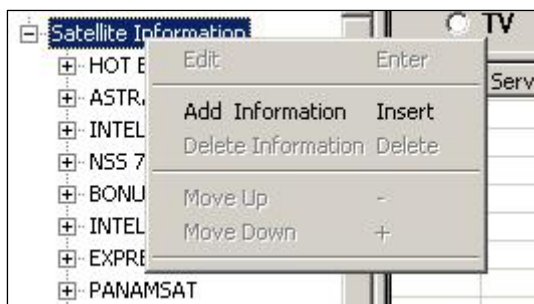 Satellite Information
TV
HOT
Edit Enter
Serv
ASTRA
Add Information Insert
INTEL
Delete Information Delete
NSS 7
BONU
Move Up -
INTEL
Move Down +
EXPRE
PANAMSAT